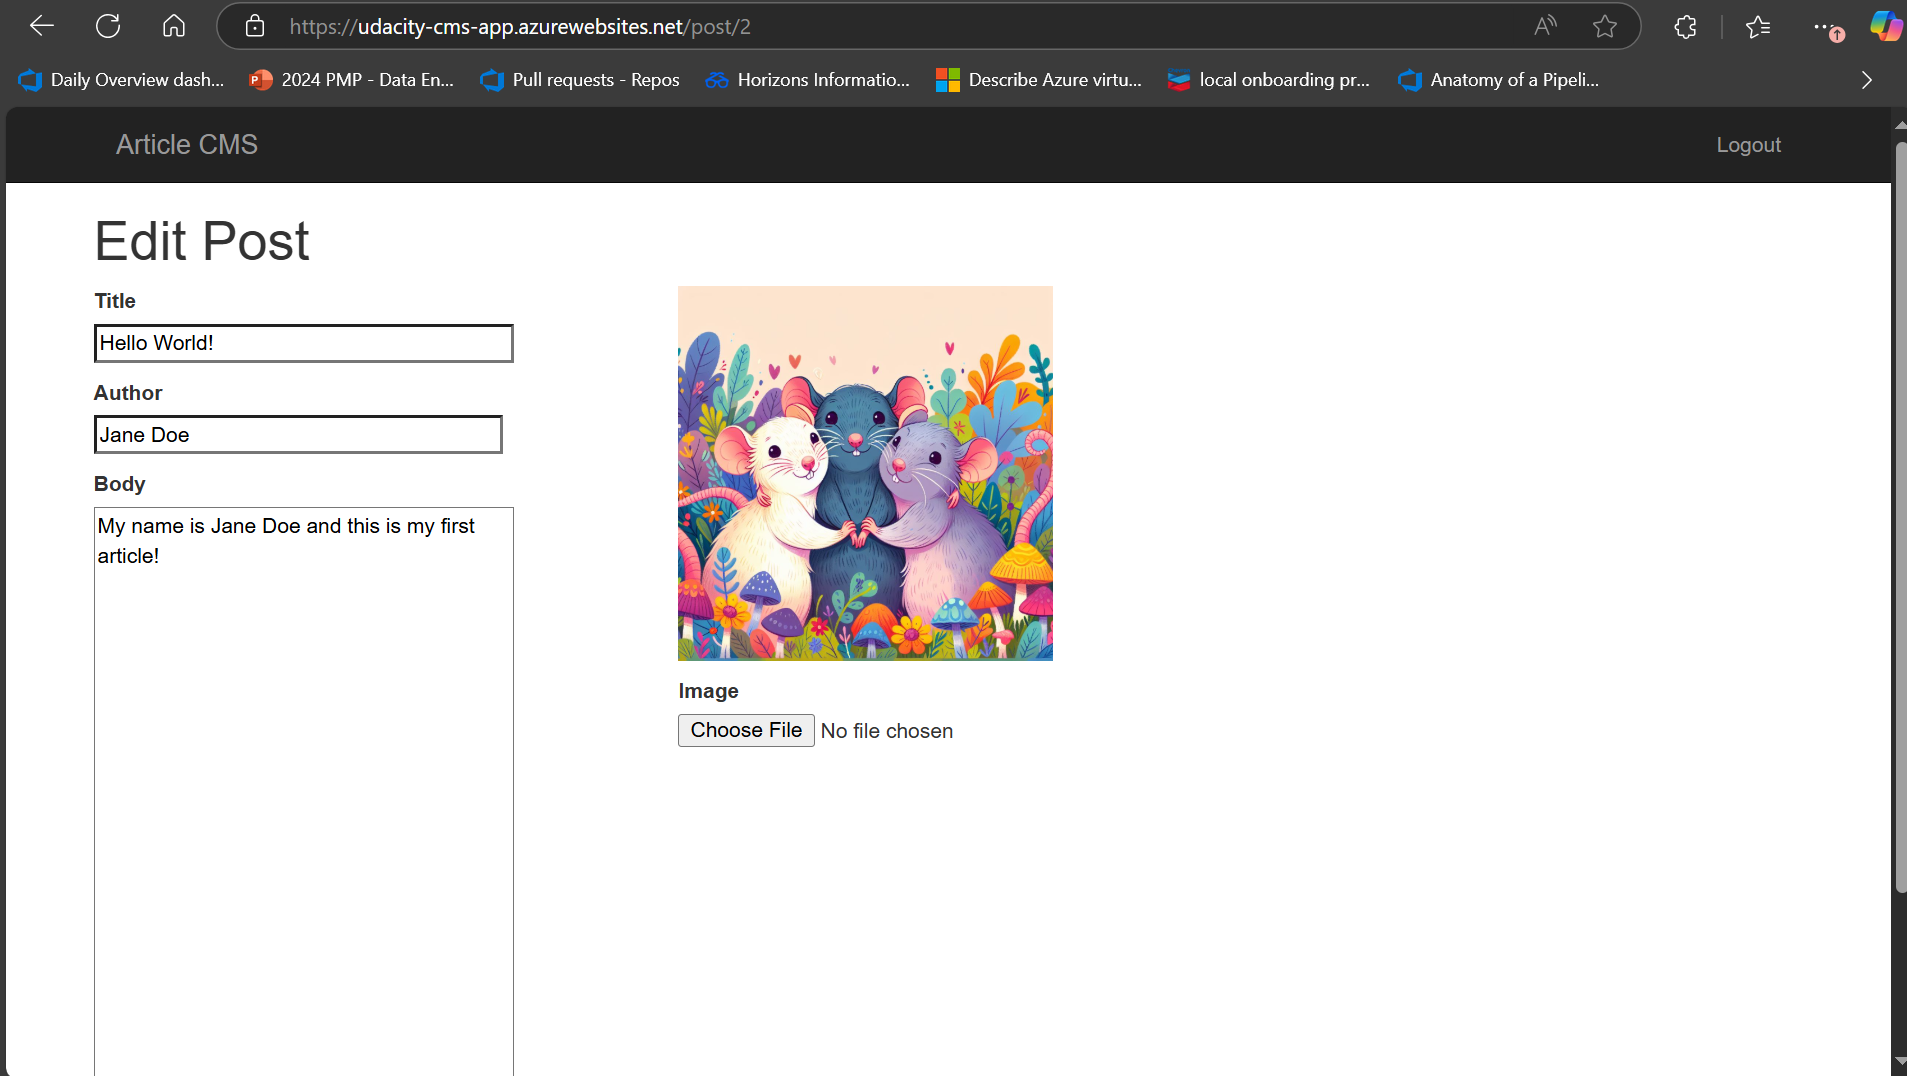 https://udacity-cms-app.azurewebsites.net/post/2
Daily Overview dash... 2024 PMP - Data En... Pull requests - Repos Horizons Informatio... Describe Azure virtu... local onboarding pr... Anatomy of a Pipeli...
Article CMS Logout
Edit Post
Title
Hello World!
Author
Jane Doe
Body
My name is Jane Doe and this is my first
article!
Image
Choose File No file chosen